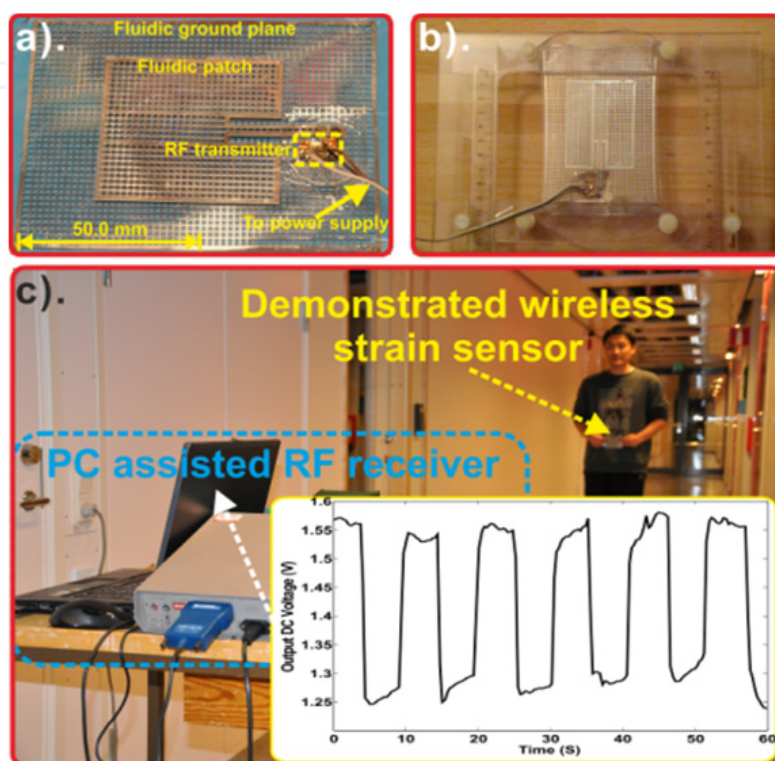 a).
Fluidic ground plane
Fluidic patch
RF transmitter
To power supply
50.0 mm
b).
c).
Demonstrated wireless
strain sensor
PC assisted RF receiver
Output DC Voltage (V)
1.6
1.55
1.5
1.45
1.4
1.35
1.3
1.25
0
10
20
30
40
50
60
Time (S)